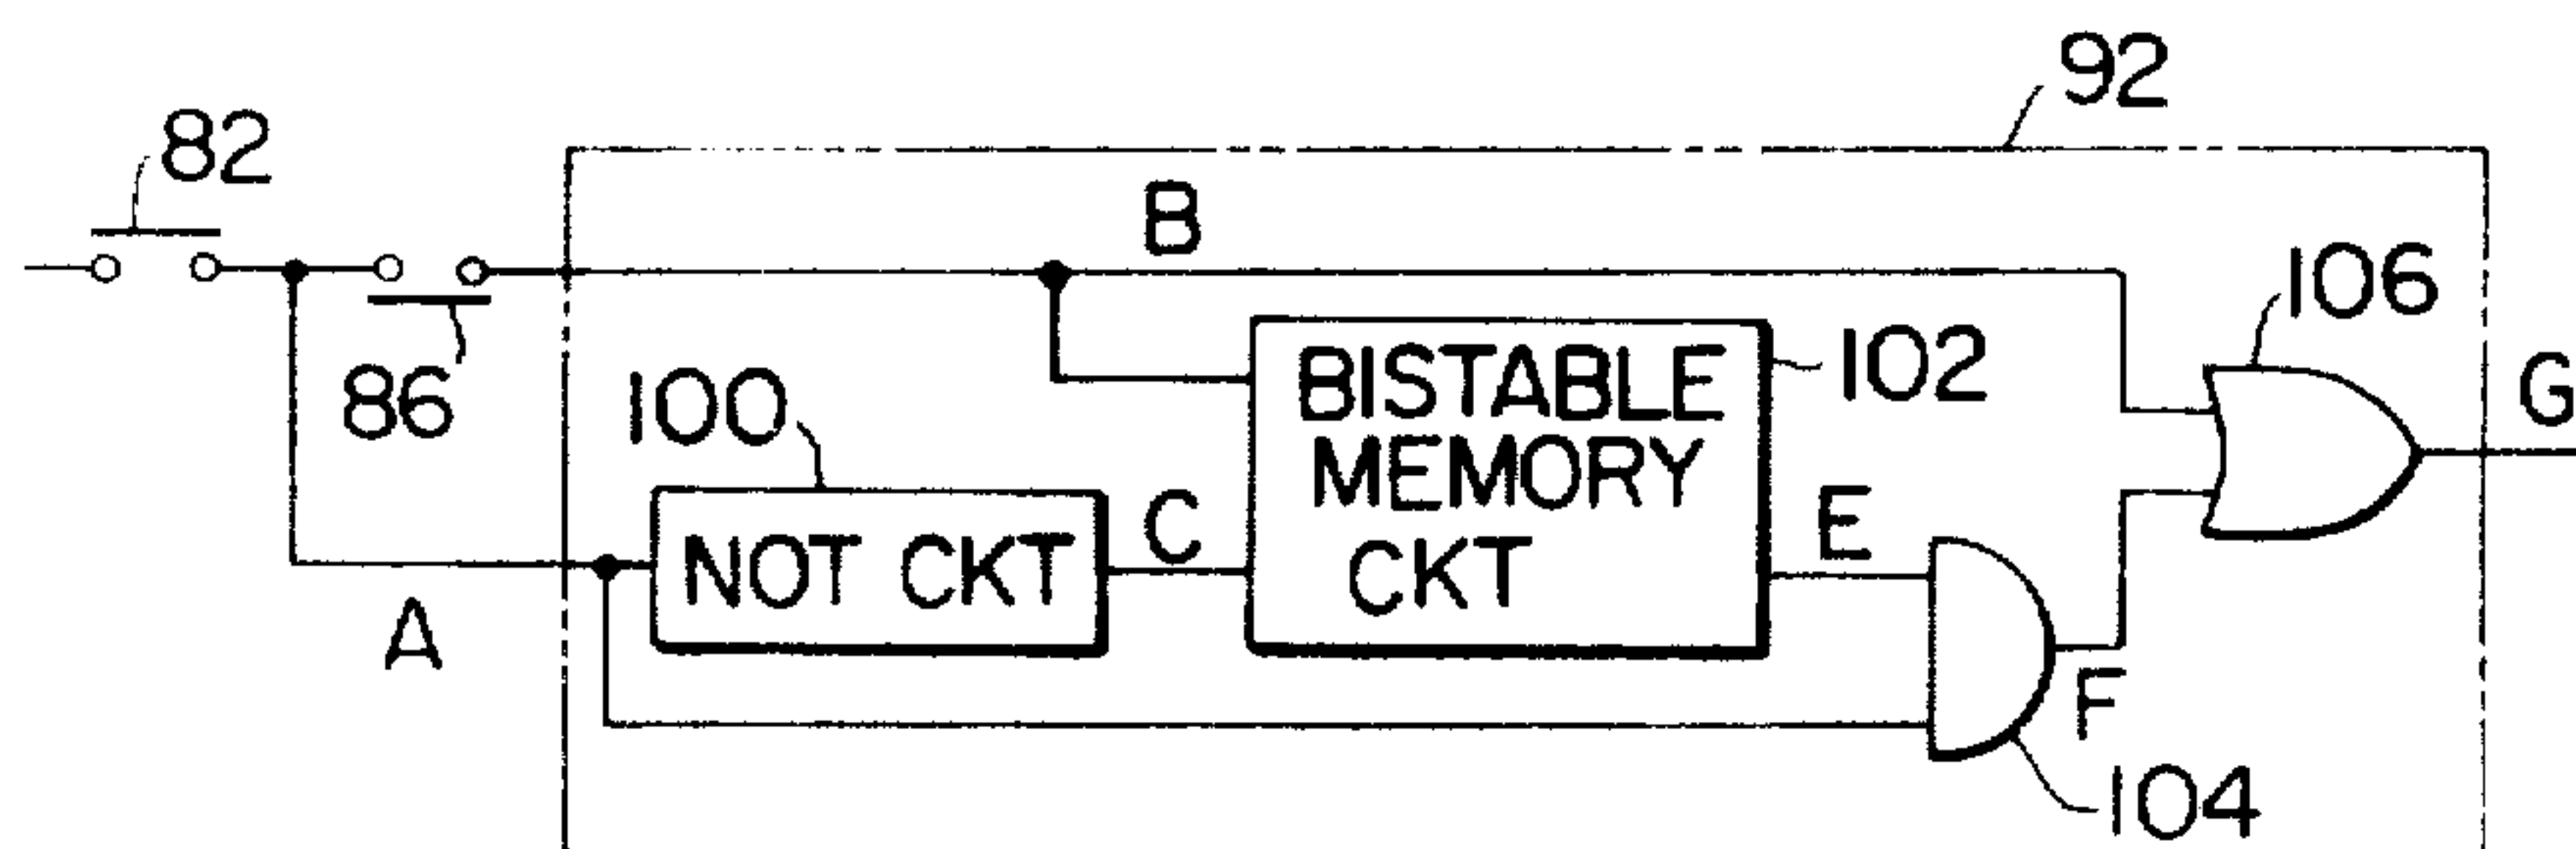 92
82
B
106
86
100
BISTABLE
MEMORY
CKT
102
G
NOT CKT
C
E
A
F
104